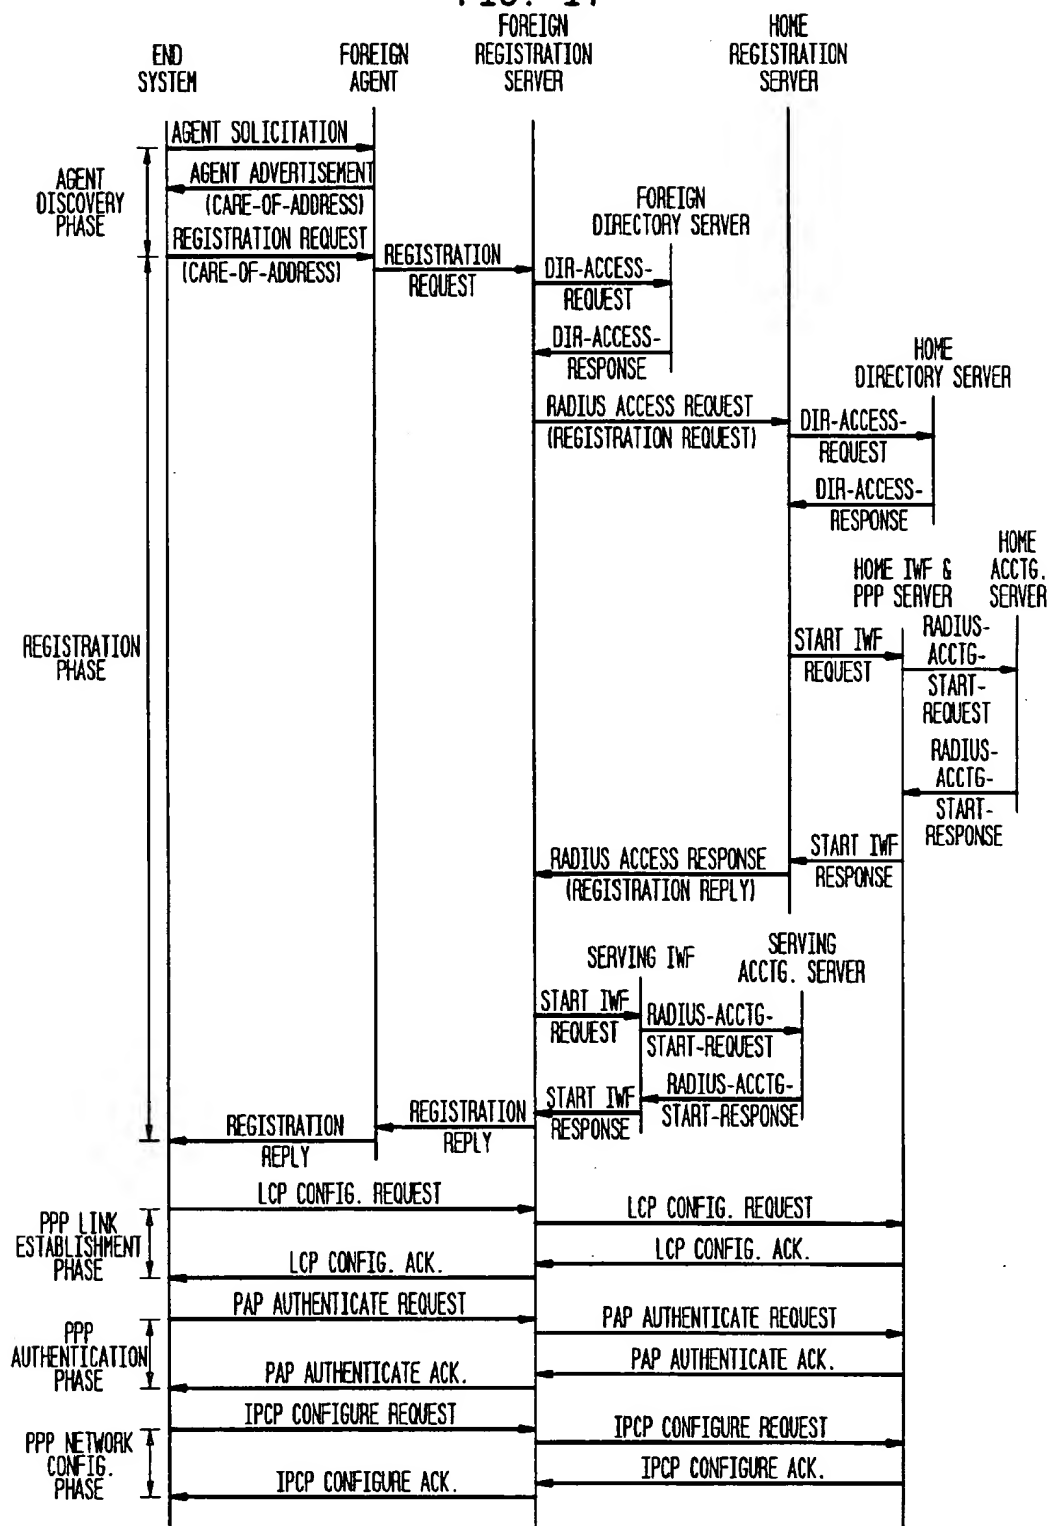 FIG. 17
END
SYSTEM
FOREIGN
AGENT
FOREIGN
REGISTRATION
SERVER
HOME
REGISTRATION
SERVER
AGENT SOLICITATION
AGENT
DISCOVERY
PHASE
AGENT ADVERTISEMENT
(CARE-OF-ADDRESS)
FOREIGN
DIRECTORY SERVER
REGISTRATION REQUEST
(CARE-OF-ADDRESS)
REGISTRATION
REQUEST
DIR-ACCESS-
REQUEST
DIR-ACCESS-
RESPONSE
HOME
DIRECTORY SERVER
RADIUS ACCESS REQUEST
(REGISTRATION REQUEST)
DIR-ACCESS-
REQUEST
DIR-ACCESS-
RESPONSE
HOME IWF &
PPP SERVER
HOME
ACCTG.
SERVER
REGISTRATION
PHASE
START IWF
REQUEST
RADIUS-
ACCTG-
START-
REQUEST
RADIUS-
ACCTG-
START-
RESPONSE
START IWF
RESPONSE
RADIUS ACCESS RESPONSE
(REGISTRATION REPLY)
SERVING IWF
SERVING
ACCTG. SERVER
START IWF
REQUEST
RADIUS-ACCTG-
START-REQUEST
RADIUS-ACCTG-
START-RESPONSE
START IWF
RESPONSE
REGISTRATION
REPLY
REGISTRATION
REPLY
LCP CONFIG. REQUEST
LCP CONFIG. REQUEST
PPP LINK
ESTABLISHMENT
PHASE
LCP CONFIG. ACK.
LCP CONFIG. ACK.
PAP AUTHENTICATE REQUEST
PAP AUTHENTICATE REQUEST
PPP
AUTHENTICATION
PHASE
PAP AUTHENTICATE ACK.
PAP AUTHENTICATE ACK.
IPCP CONFIGURE REQUEST
IPCP CONFIGURE REQUEST
PPP NETWORK
CONFIG.
PHASE
IPCP CONFIGURE ACK.
IPCP CONFIGURE ACK.